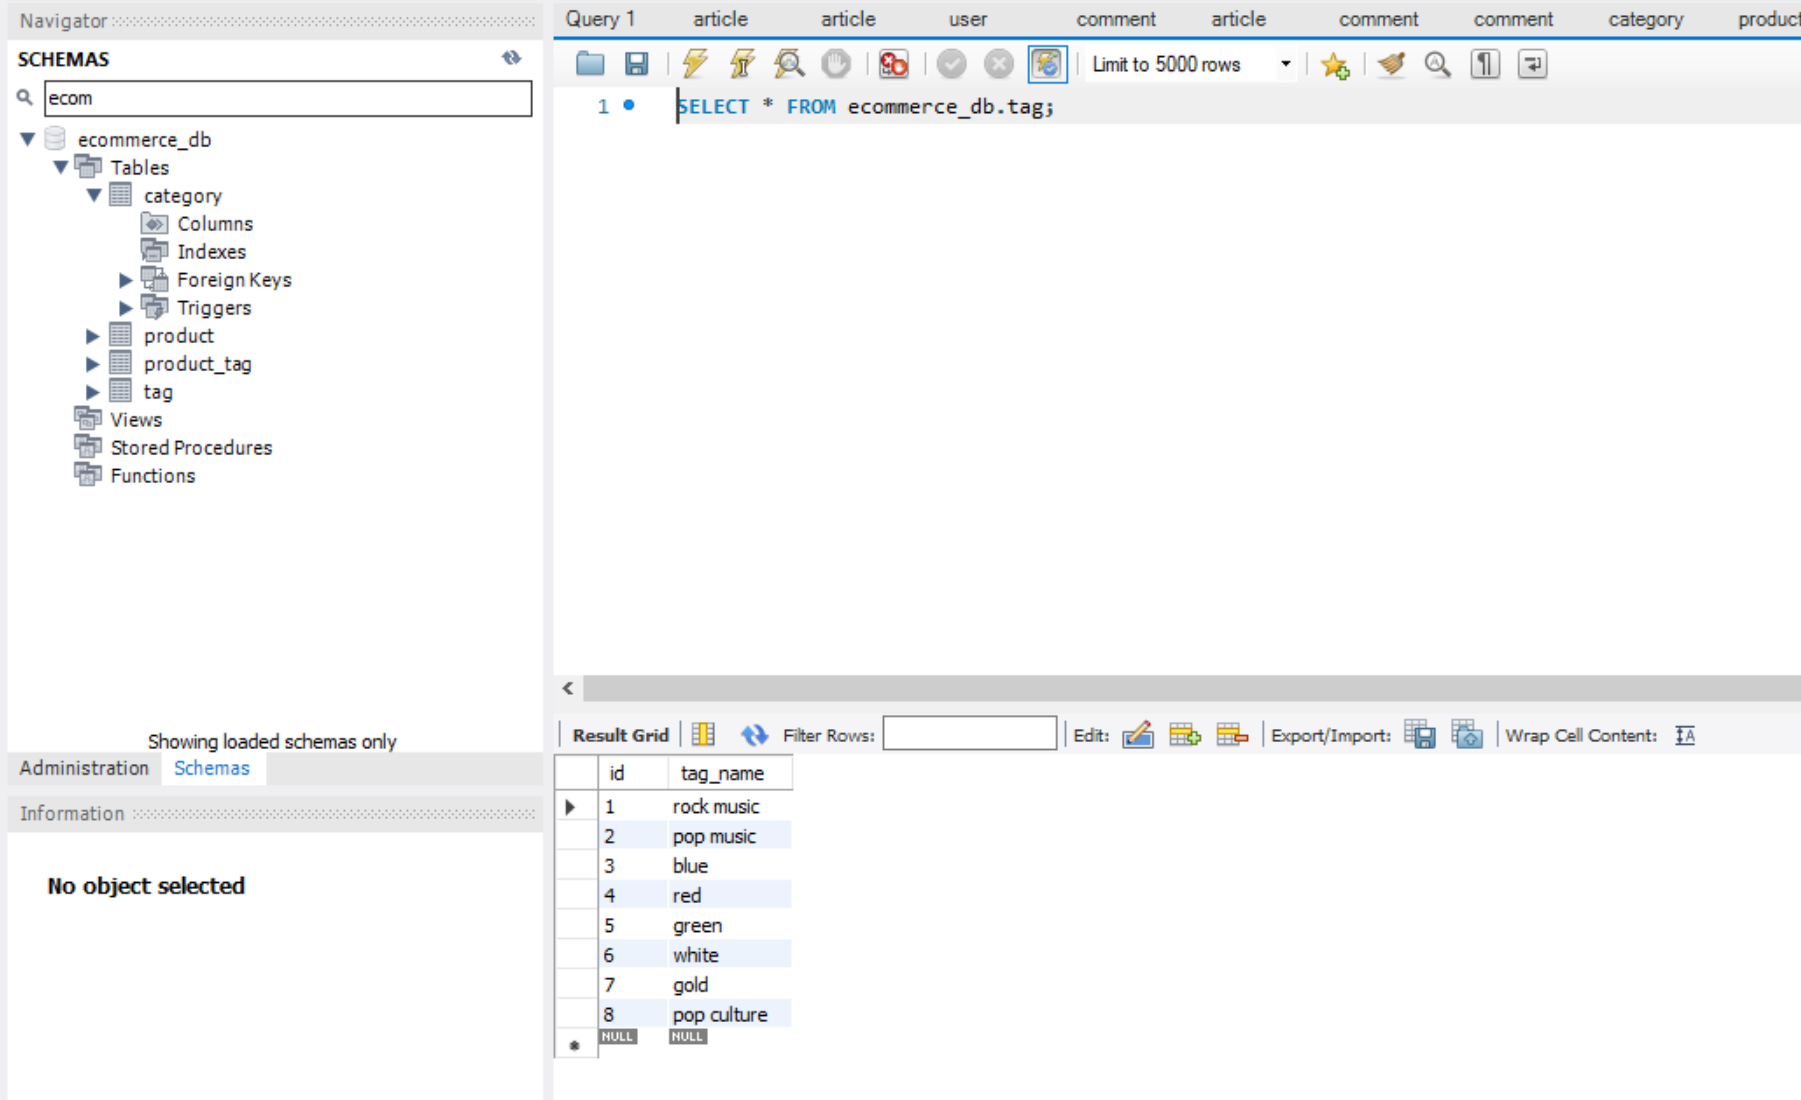 Navigator
SCHEMAS
ecom
ecommerce_db
Tables
category
Columns
Indexes
Foreign Keys
Triggers
product
product_tag
tag
Views
Stored Procedures
Functions
Showing loaded schemas only
Administration Schemas
Information
No object selected
Query 1 article article user comment article comment comment category product
Limit to 5000 rows
1 SELECT * FROM ecommerce_db.tag;
Result Grid Filter Rows: Edit: Export/Import: Wrap Cell Content:
id tag_name
1 rock music
2 pop music
3 blue
4 red
5 green
6 white
7 gold
8 pop culture
NULL NULL